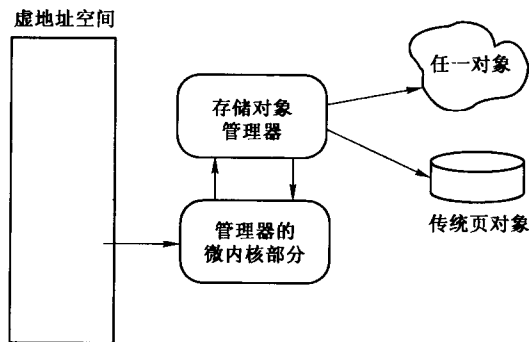 虚地址空间
任一对象
存储对象
管理器
传统页对象
管理器的
微内核部分